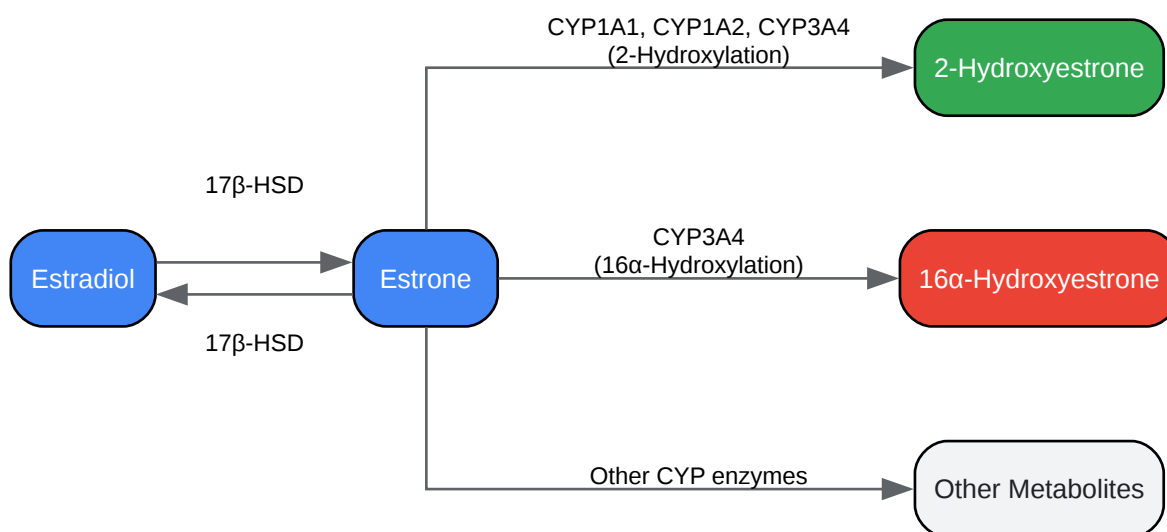 CYP1A1, CYP1A2, CYP3A4
(2-Hydroxylation)
2-Hydroxyestrone
17β-HSD
Estradiol
Estrone
CYP3A4
(16α-Hydroxylation)
16α-Hydroxyestrone
17β-HSD
Other CYP enzymes
Other Metabolites